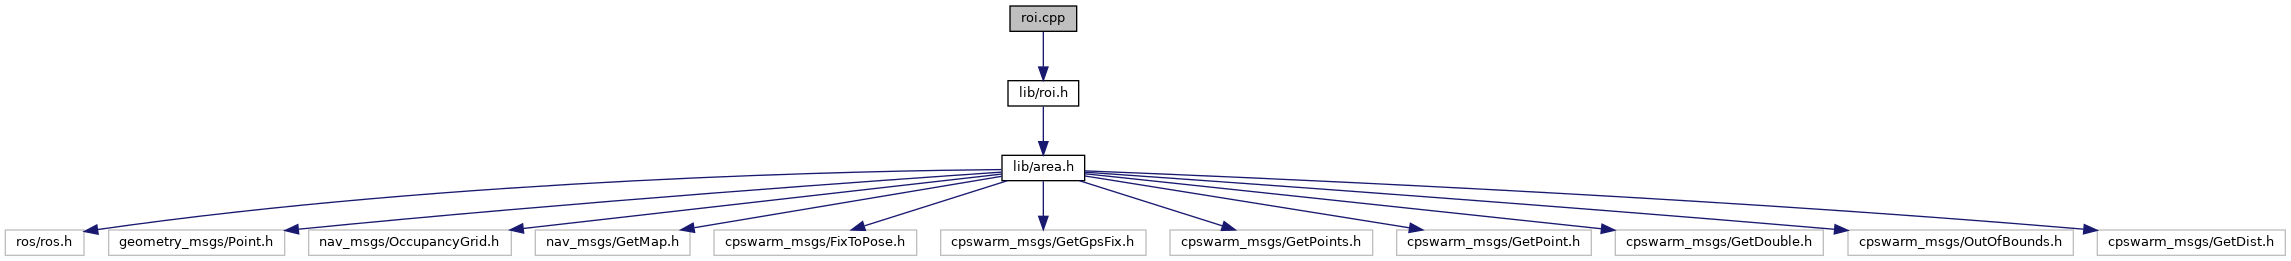 roi.cpp
lib/roi.h
lib/area.h
ros/ros.h
geometry_msgs/Point.h
nav_msgs/OccupancyGrid.h
nav_msgs/GetMap.h
cpswarm_msgs/FixToPose.h
cpswarm_msgs/GetGpsFix.h
cpswarm_msgs/GetPoints.h
cpswarm_msgs/GetPoint.h
cpswarm_msgs/GetDouble.h
cpswarm_msgs/OutOfBounds.h
cpswarm_msgs/GetDist.h